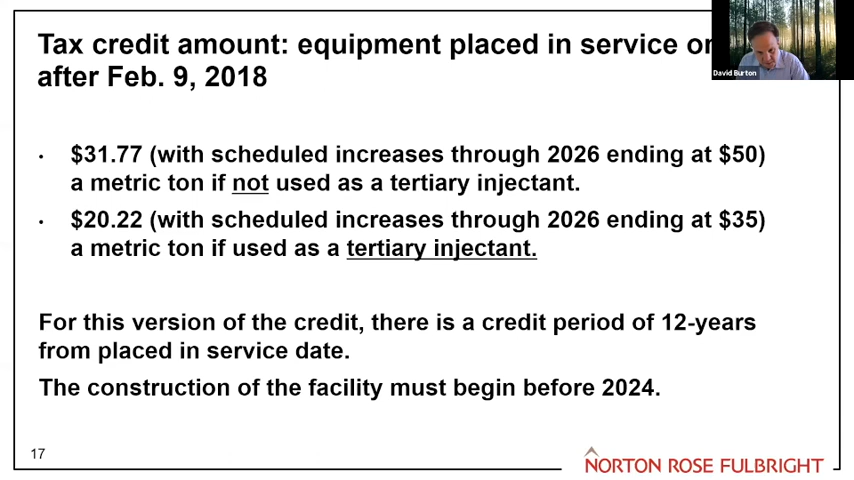 Tax credit amount: equipment placed in service or
after Feb. 9, 2018
David Burton
• $31.77 (with scheduled increases through 2026 ending at $50)
a metric ton if not used as a tertiary injectant.
• $20.22 (with scheduled increases through 2026 ending at $35)
a metric ton if used as a tertiary injectant.
For this version of the credit, there is a credit period of 12-years
from placed in service date.
The construction of the facility must begin before 2024.
17
NORTON ROSE FULBRIGHT